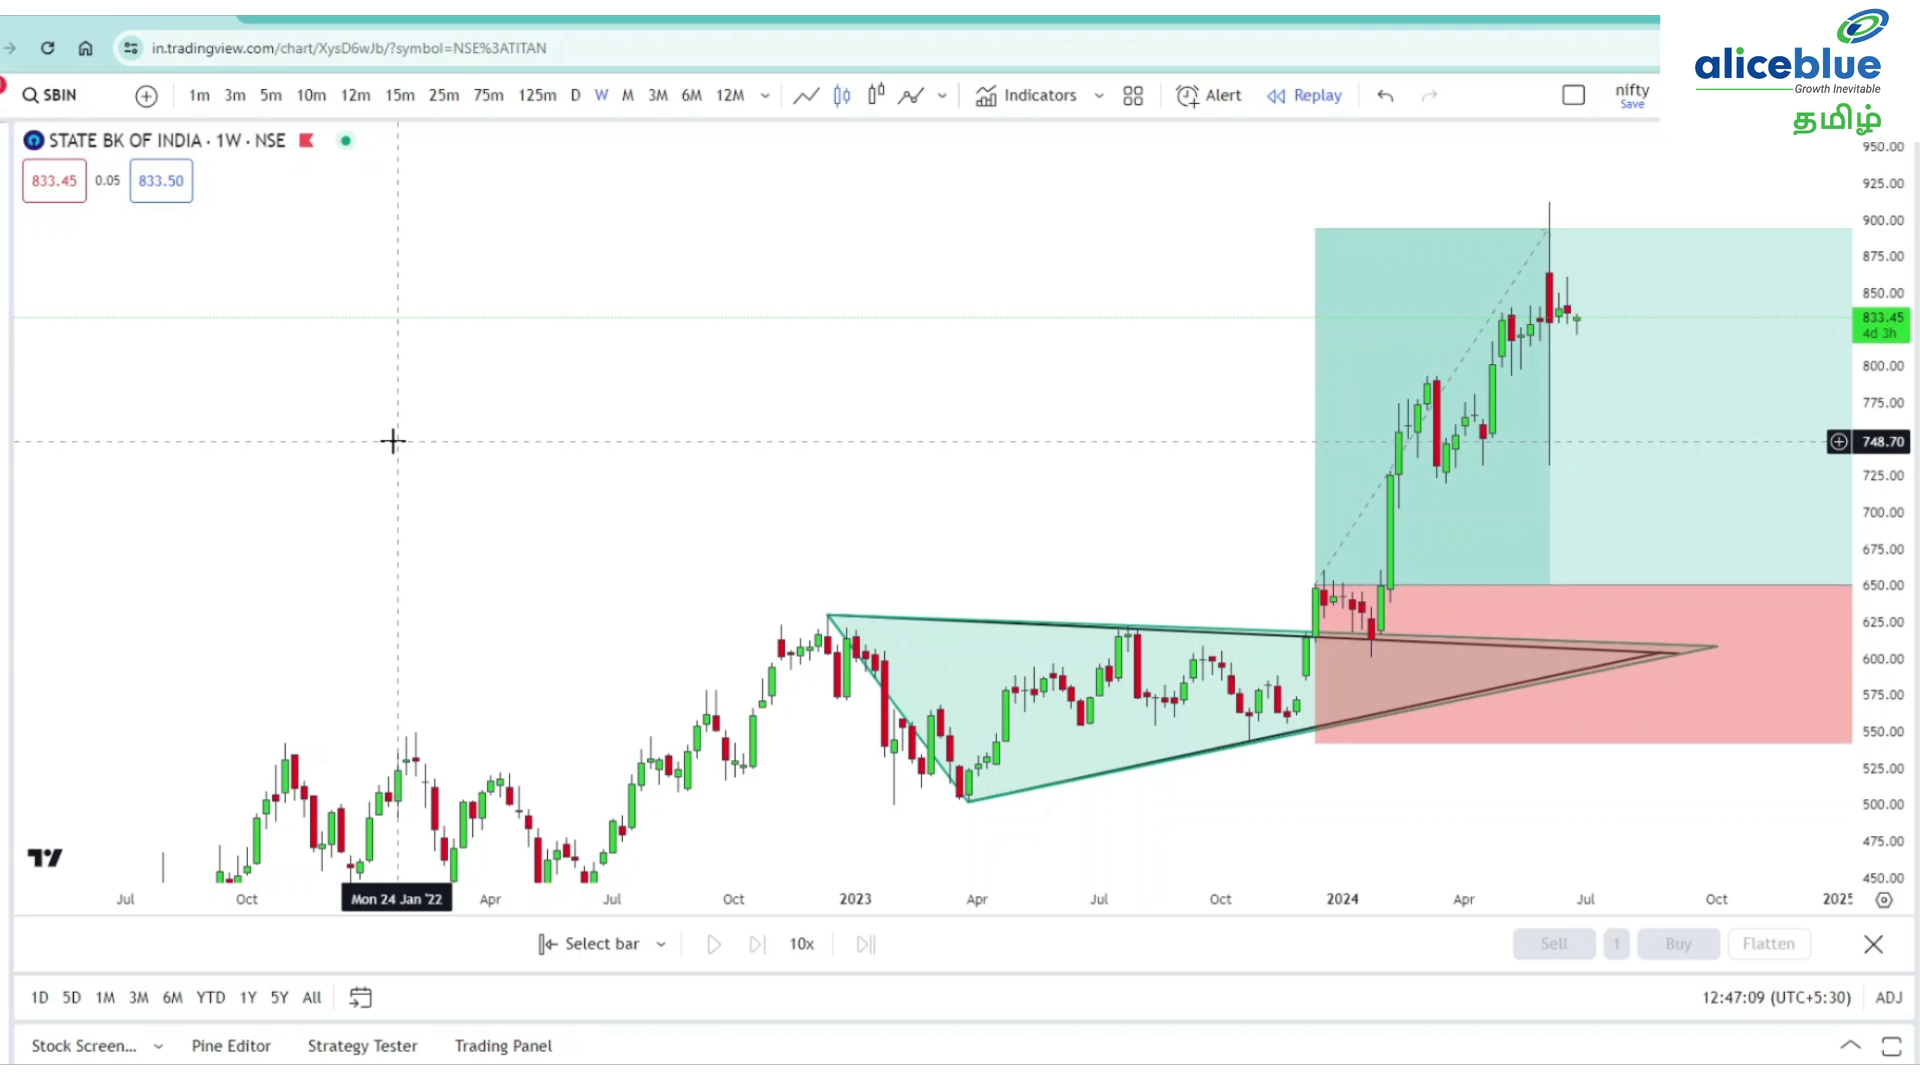 in.tradingview.com/chart/XysD6wJb/?symbol=NSE%3ATITAN
aliceblue
Growth Inevitable
தமிழ்
SBIN 1m 3m 5m 10m 12m 15m 25m 75m 125m D W M 3M 6M 12M Indicators Alert Replay nifty
Save
STATE BK OF INDIA · 1W · NSE
833.45 0.05 833.50
950.00
925.00
900.00
875.00
850.00
833.45
4d 3h
800.00
775.00
748.70
725.00
700.00
675.00
650.00
625.00
600.00
575.00
550.00
525.00
500.00
475.00
450.00
Jul Oct Mon 24 Jan '22 Apr Jul Oct 2023 Apr Jul Oct 2024 Apr Jul Oct 2025
Select bar 10x Sell 1 Buy Flatten
1D 5D 1M 3M 6M YTD 1Y 5Y All 12:47:09 (UTC+5:30) ADJ
Stock Screen... Pine Editor Strategy Tester Trading Panel